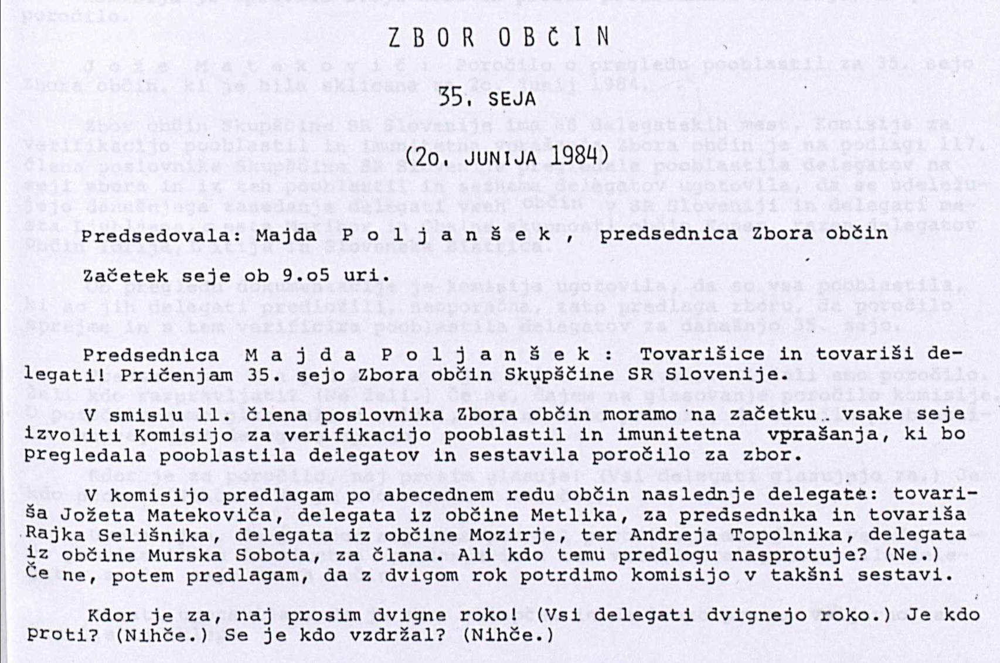 ZBOR OBČIN
35. SEJA
(2o. JUNIJA 1984)
Predsedovala: Majda P o l j a n š e k , predsednica Zbora občin
Začetek seje ob 9.o5 uri.
Predsednica M a j d a P o l j a n š e k : Tovarišice in tovariši de-
legati! Pričenjam 35. sejo Zbora občin Skupščine SR Slovenije.
V smislu 11. člena poslovnika Zbora občin moramo na začetku vsake seje
izvoliti Komisijo za verifikacijo pooblastil in imunitetna vprašanja, ki bo
pregledala pooblastila delegatov in sestavila poročilo za zbor.
V komisijo predlagam po abecednem redu občin naslednje delegate: tovari-
ša Jožeta Matekoviča, delegata iz občine Metlika, za predsednika in tovariša
Rajka Selišnika, delegata iz občine Mozirje, ter Andreja Topolnika, delegata
iz občine Murska Sobota, za člana. Ali kdo temu predlogu nasprotuje? (Ne.)
Če ne, potem predlagam, da z dvigom rok potrdimo komisijo v takšni sestavi.
Kdor je za, naj prosim dvigne roko! (Vsi delegati dvignejo roko.) Je kdo
proti? (Nihče.) Se je kdo vzdržal? (Nihče.)